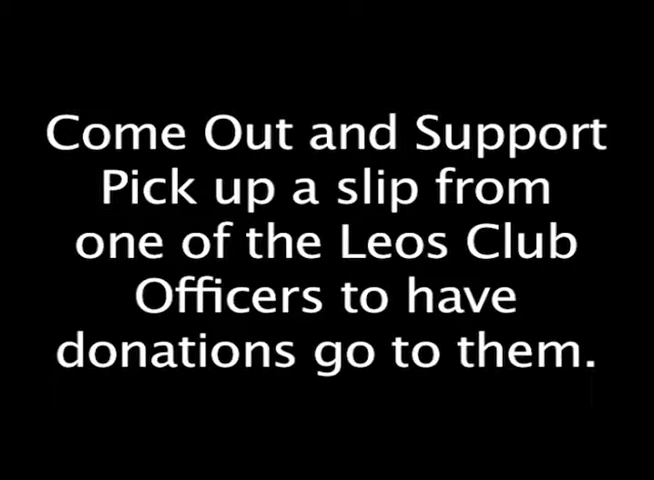 Come Out and Support
Pick up a slip from
one of the Leos Club
Officers to have
donations go to them.